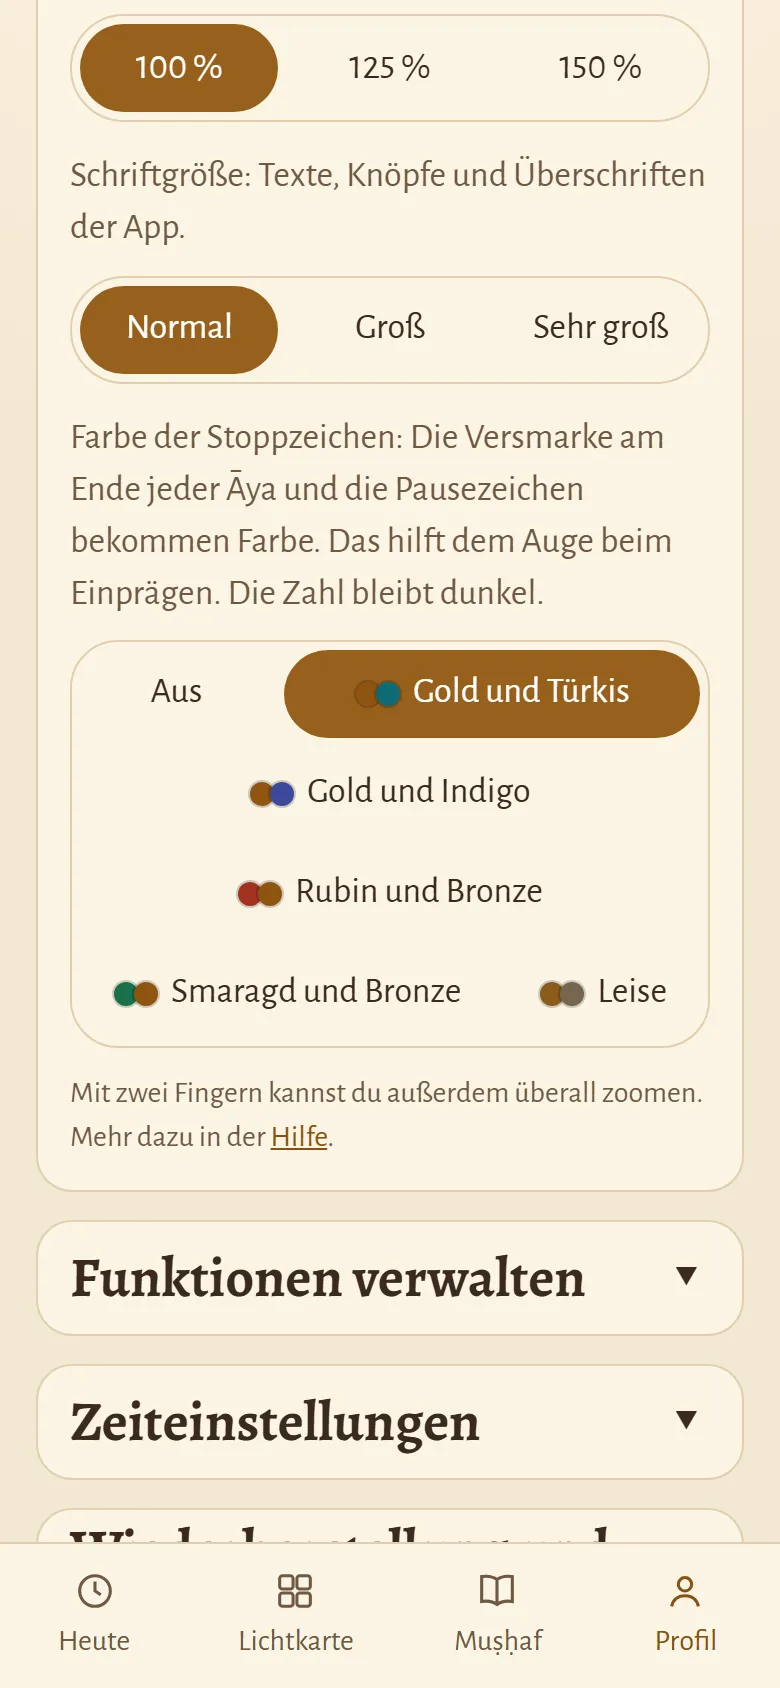 100 % 125 % 150 %
Schriftgröße: Texte, Knöpfe und Überschriften
der App.
Normal Groß Sehr groß
Farbe der Stoppzeichen: Die Versmarke am
Ende jeder Āya und die Pausezeichen
bekommen Farbe. Das hilft dem Auge beim
Einprägen. Die Zahl bleibt dunkel.
Aus Gold und Türkis
Gold und Indigo
Rubin und Bronze
Smaragd und Bronze Leise
Mit zwei Fingern kannst du außerdem überall zoomen.
Mehr dazu in der Hilfe.
Funktionen verwalten
Zeiteinstellungen
Heute Lichtkarte Muṣḥaf Profil